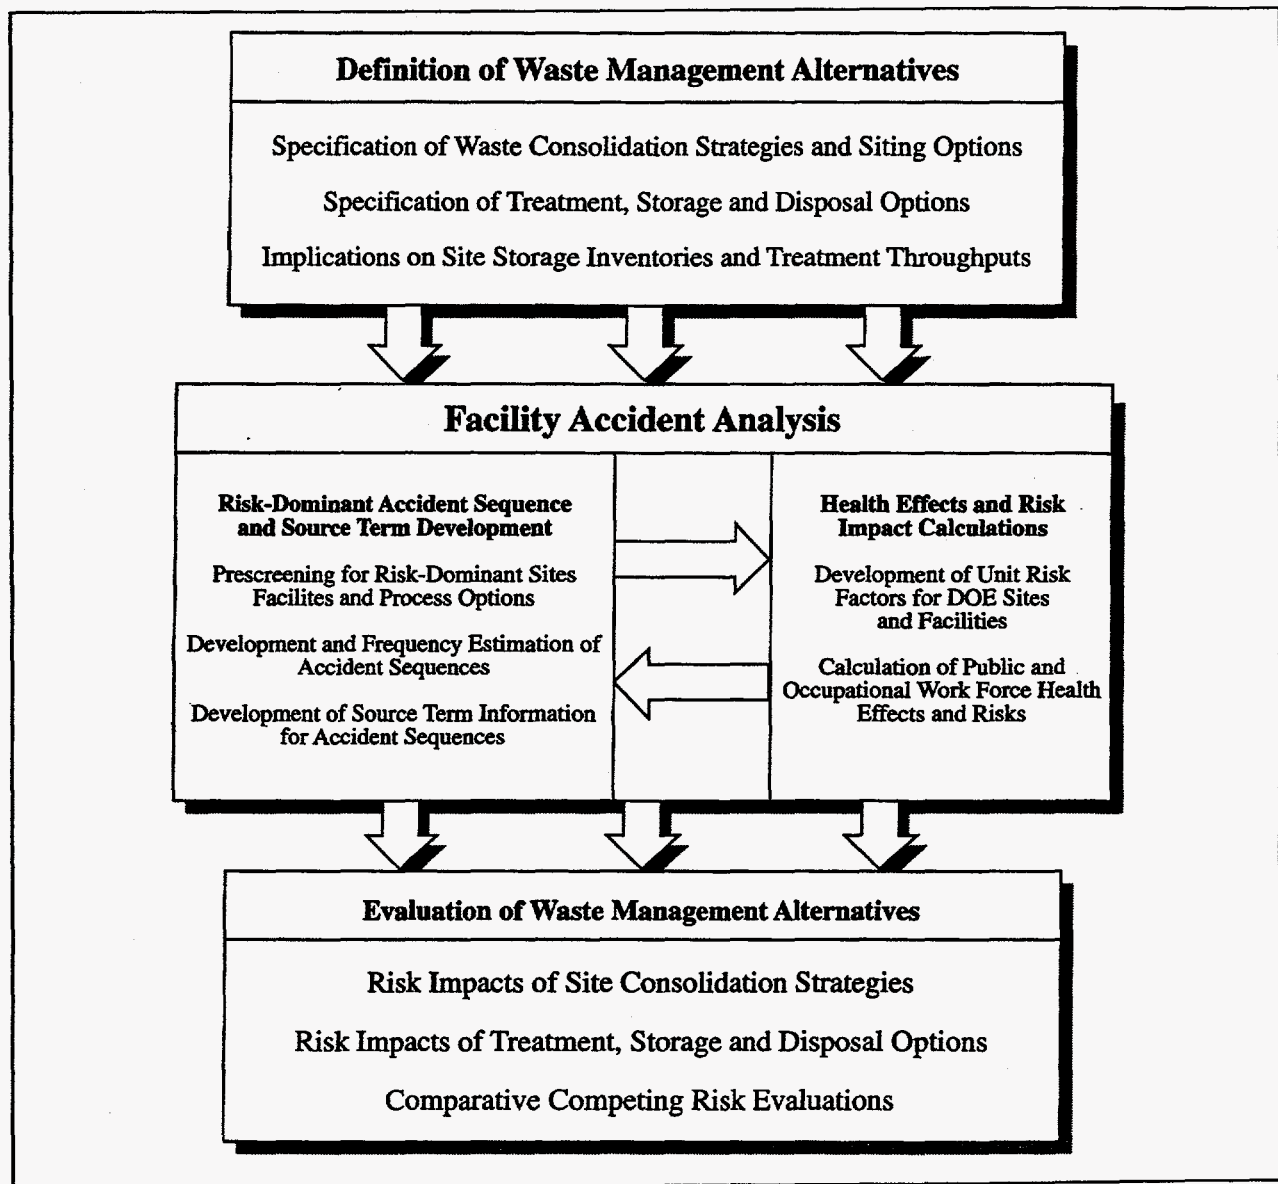 Definition of Waste Management Alternatives
Specification of Waste Consolidation Strategies and Siting Options
Specification of Treatment, Storage and Disposal Options
Implications on Site Storage Inventories and Treatment Throughputs
Facility Accident Analysis
Risk-Dominant Accident Sequence
and Source Term Development
Prescreening for Risk-Dominant Sites
Facilites and Process Options
Development and Frequency Estimation of
Accident Sequences
Development of Source Term Information
for Accident Sequences
Health Effects and Risk
Impact Calculations
Development of Unit Risk
Factors for DOE Sites
and Facilities
Calculation of Public and
Occupational Work Force Health
Effects and Risks
Evaluation of Waste Management Alternatives
Risk Impacts of Site Consolidation Strategies
Risk Impacts of Treatment, Storage and Disposal Options
Comparative Competing Risk Evaluations